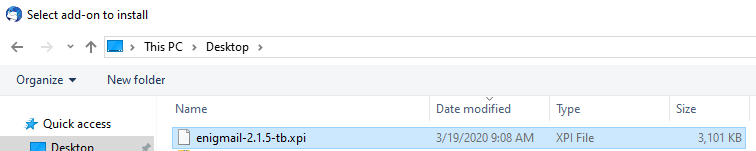 Select add-on to install
This PC Desktop
Organize New folder
Name Date modified Type Size
Quick access
enigmail-2.1.5-tb.xpi 3/19/2020 9:08 AM XPI File 3,101 KB
Desktop